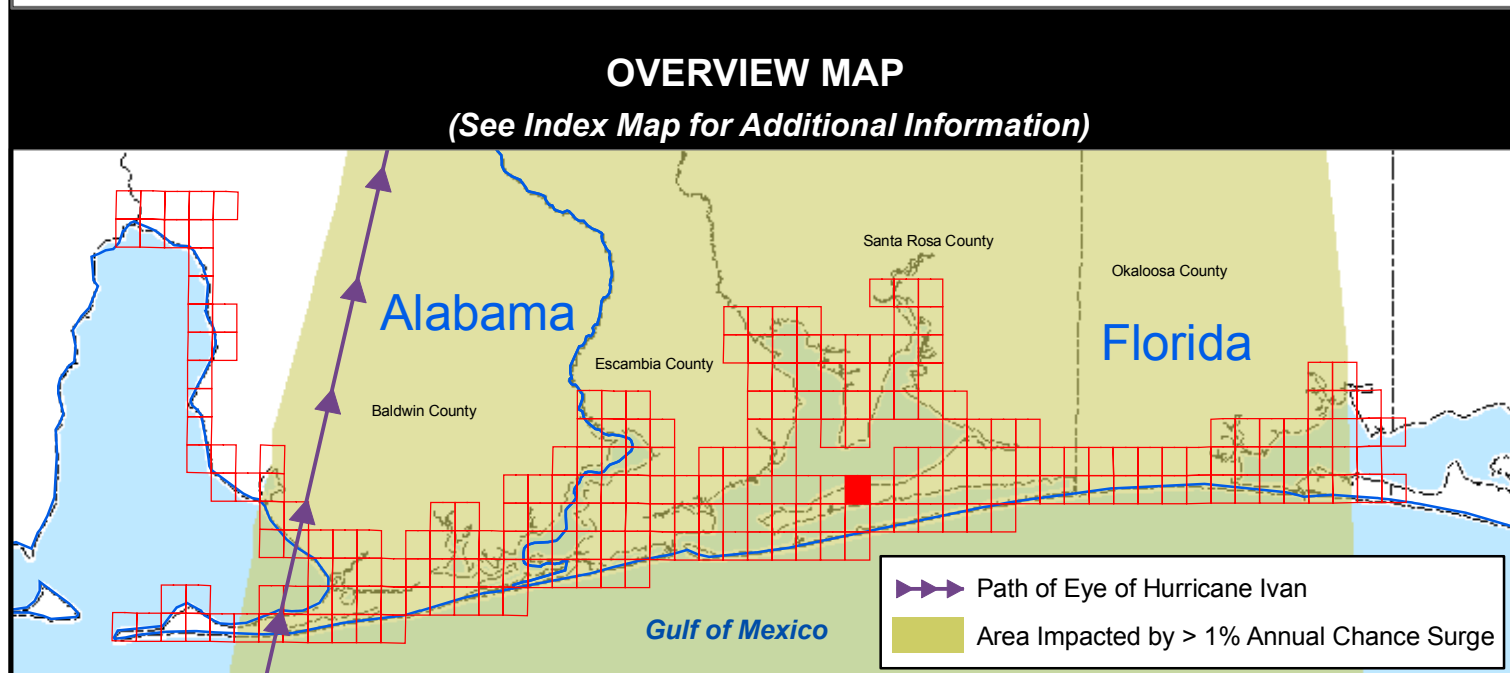 OVERVIEW MAP
(See Index Map for Additional Information)
Santa Rosa County
Okaloosa County
Alabama
Florida
Escambia County
Baldwin County
Path of Eye of Hurricane Ivan
Gulf of Mexico
Area Impacted by > 1% Annual Chance Surge